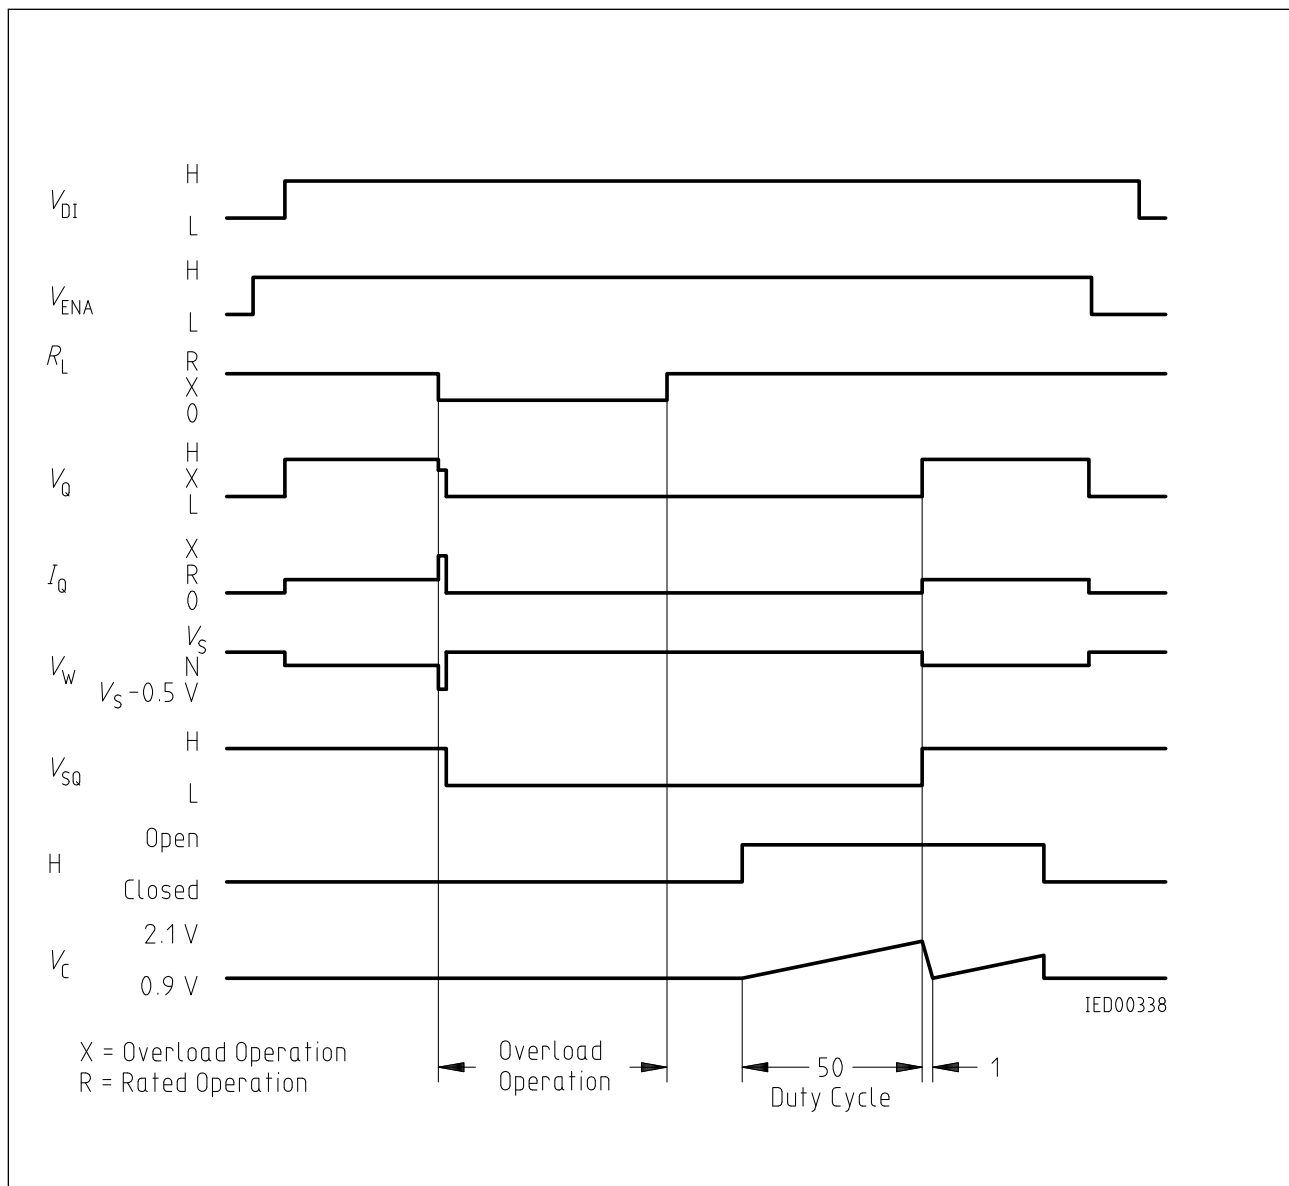 H
V_DI
L
H
V_ENA
L
R_L
R
X
0
H
V_Q
X
L
X
I_Q
R
0
V_S
V_W
N
V_S -0.5 V
H
V_SQ
L
Open
H
Closed
2.1 V
V_C
0.9 V
IED00338
X = Overload Operation
R = Rated Operation
Overload
Operation
50
Duty Cycle
1